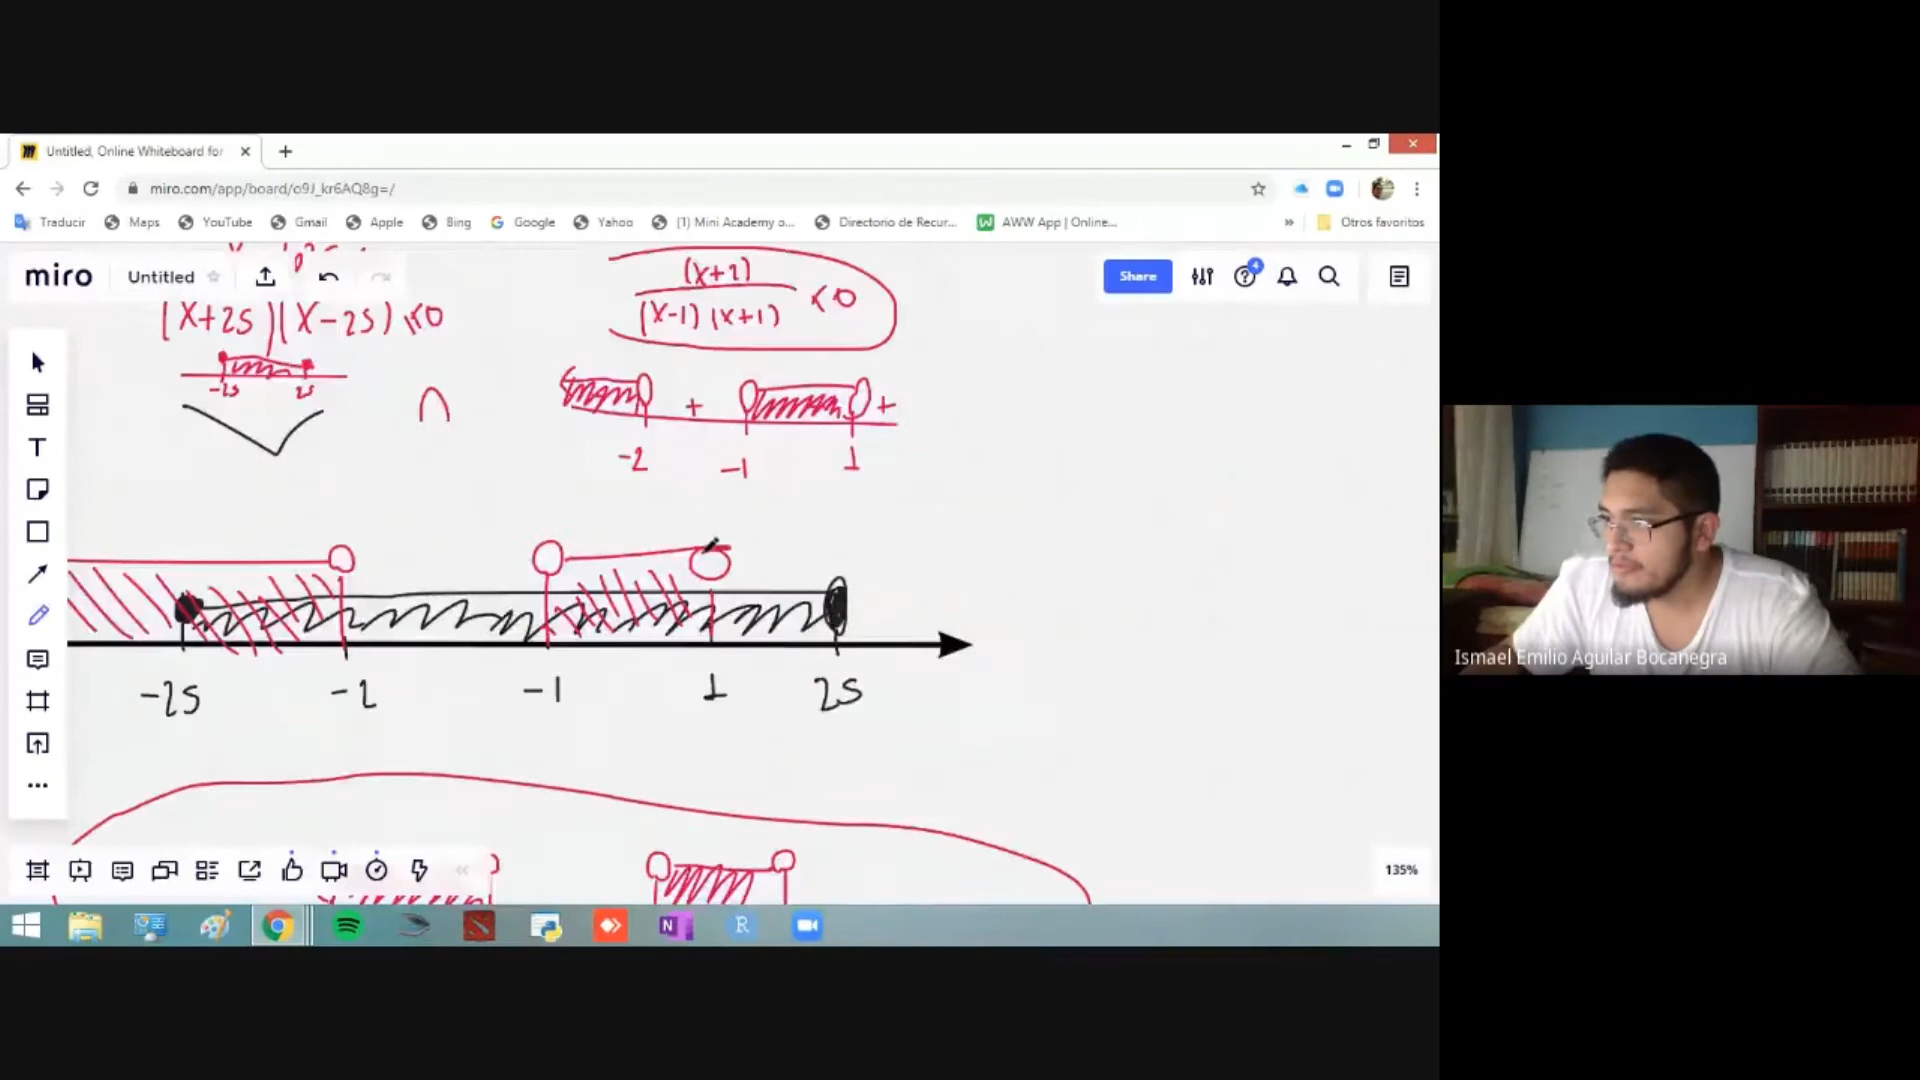 Untitled, Online Whiteboard for
miro.com/app/board/o9J_kr6AQ8g=/
Traducir Maps YouTube Gmail Apple Bing Google Yahoo (1) Mini Academy o... Directorio de Recur... AWW App | Online... » Otros favoritos
miro Untitled
Share
4
(x+2)
(x-1) (x+1) <0
(x+25)(x-25) ≤0
-25 25
∩
+ +
-2 -1 1
T
-25 -2 -1 1 25
135%
N R
Ismael Emilio Aguilar Bocanegra